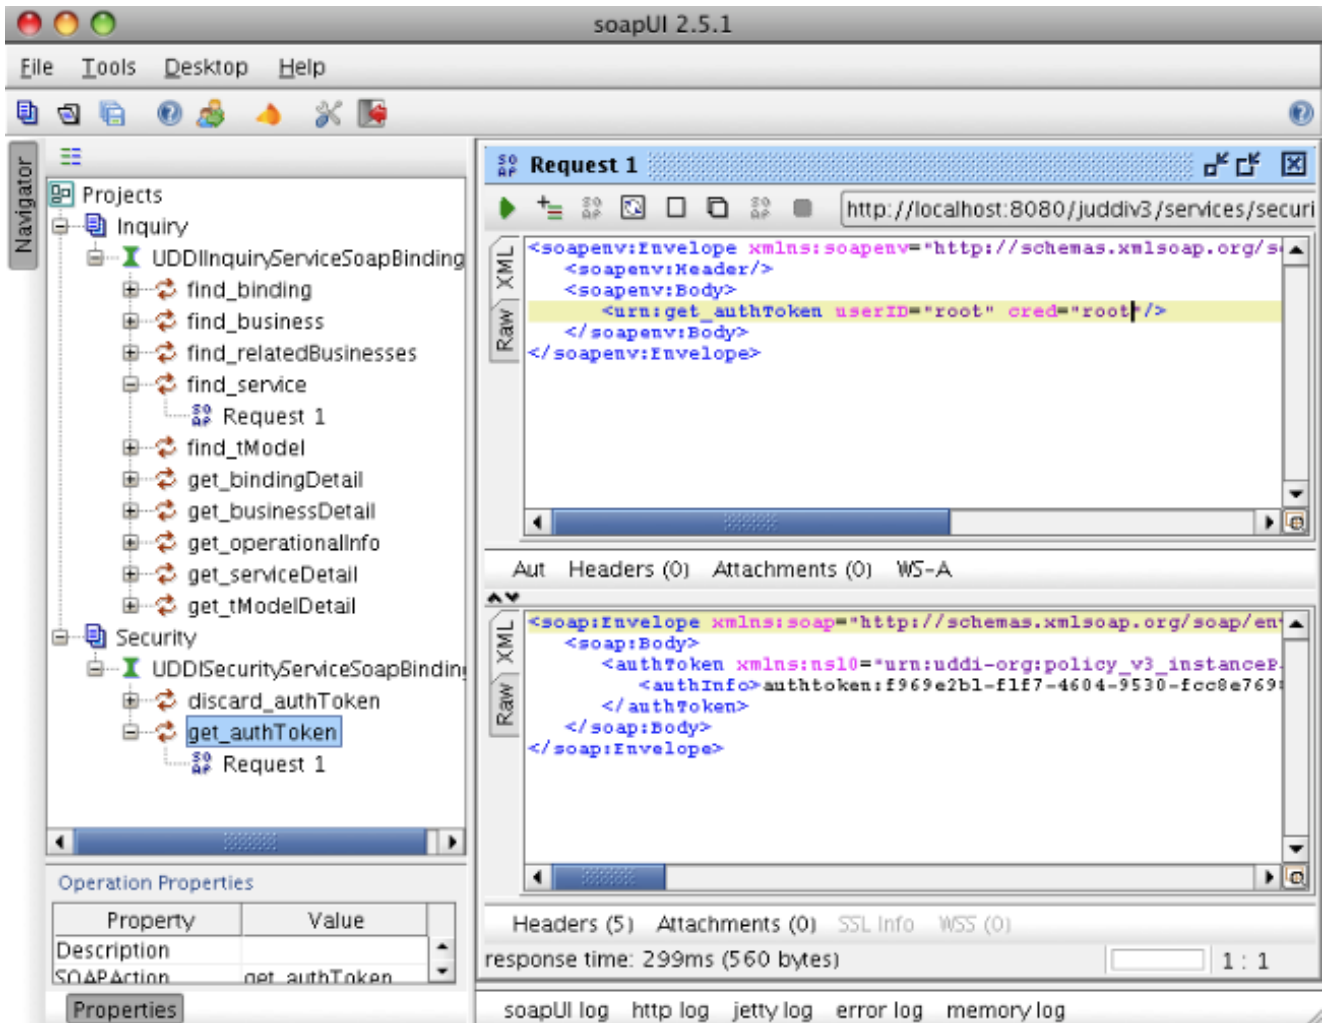 soapUI 2.5.1
File Tools Desktop Help
Navigator
Projects
Inquiry
UDDIInquiryServiceSoapBinding
find_binding
find_business
find_relatedBusinesses
find_service
Request 1
find_tModel
get_bindingDetail
get_businessDetail
get_operationalInfo
get_serviceDetail
get_tModelDetail
Security
UDDISecurityServiceSoapBinding
discard_authToken
get_authToken
Request 1
Operation Properties
Property Value
Description
SOAPAction get_authToken
Properties
SOAP Request 1
http://localhost:8080/juddiv3/services/securi
XML
Raw
<soapenv:Envelope xmlns:soapenv="http://schemas.xmlsoap.org/s
<soapenv:Header/>
<soapenv:Body>
<urn:get_authToken userID="root" cred="root"/>
</soapenv:Body>
</soapenv:Envelope>
Aut Headers (0) Attachments (0) WS-A
XML
Raw
<soap:Envelope xmlns:soap="http://schemas.xmlsoap.org/soap/en
<soap:Body>
<authToken xmlns:ns10="urn:uddi-org:policy_v3_instanceP
<authInfo>authtoken:f969e2b1-f1f7-4604-9530-fcc8e769
</authToken>
</soap:Body>
</soap:Envelope>
Headers (5) Attachments (0) SSL Info WSS (0)
response time: 299ms (560 bytes)
1 : 1
soapUI log http log jetty log error log memory log